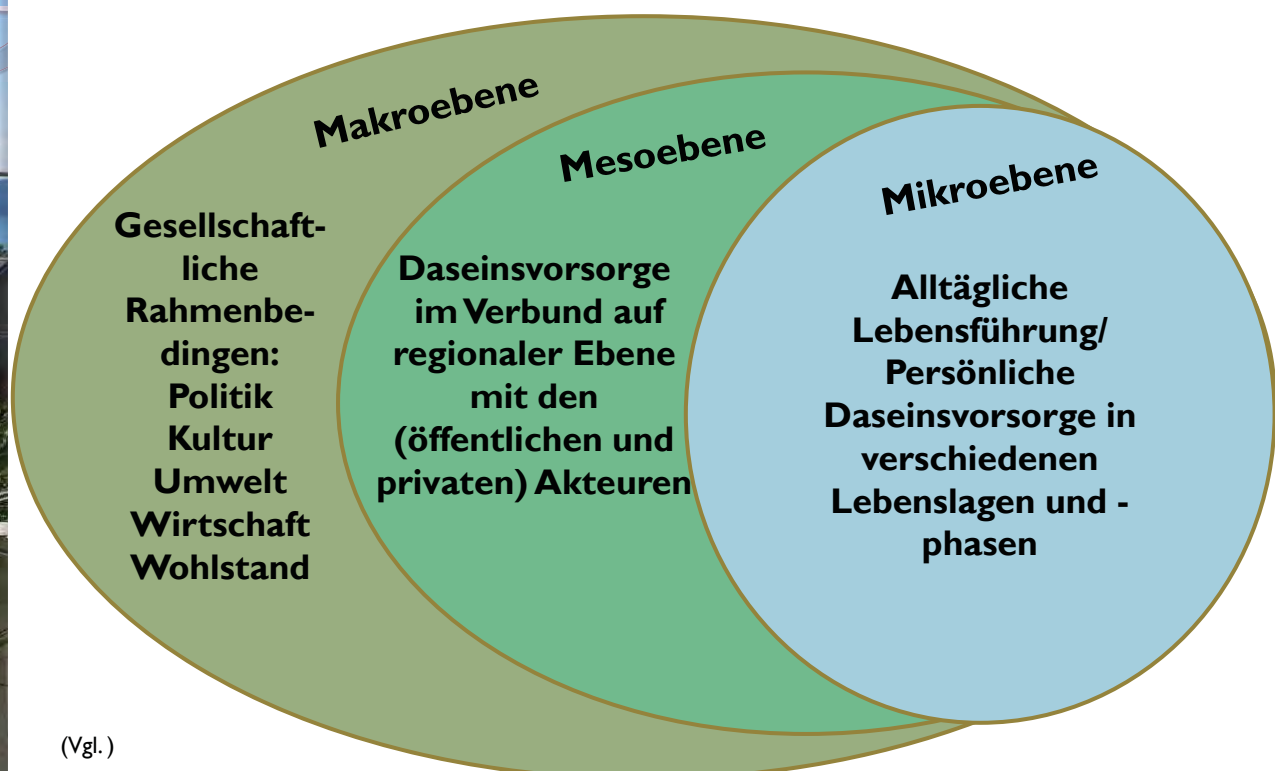 Makroebene
Mesoebene
Mikroebene
Gesellschaft-
liche
Rahmenbe-
dingen:
Politik
Kultur
Umwelt
Wirtschaft
Wohlstand
Daseinsvorsorge
im Verbund auf
regionaler Ebene
mit den
(öffentlichen und
privaten) Akteuren
Alltägliche
Lebensführung/
Persönliche
Daseinsvorsorge in
verschiedenen
Lebenslagen und -
phasen
(Vgl. )